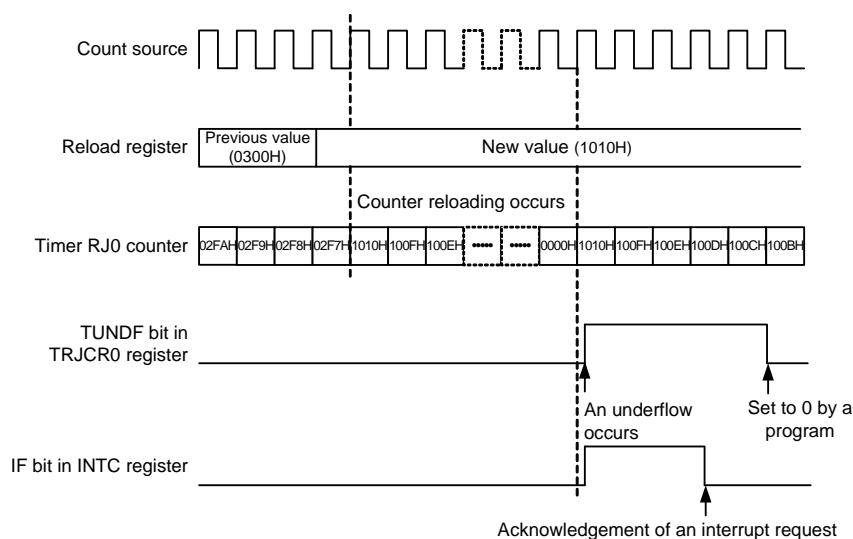 Count source
Reload register
Previous value
(0300H)
New value (1010H)
Counter reloading occurs
Timer RJ0 counter
02FAH 02F9H 02F8H 02F7H 1010H 100FH 100EH ••••• ••••• 0000H 1010H 100FH 100EH 100DH 100CH 100BH
TUNDF bit in
TRJCR0 register
An underflow
occurs
Set to 0 by a
program
IF bit in INTC register
Acknowledgement of an interrupt request